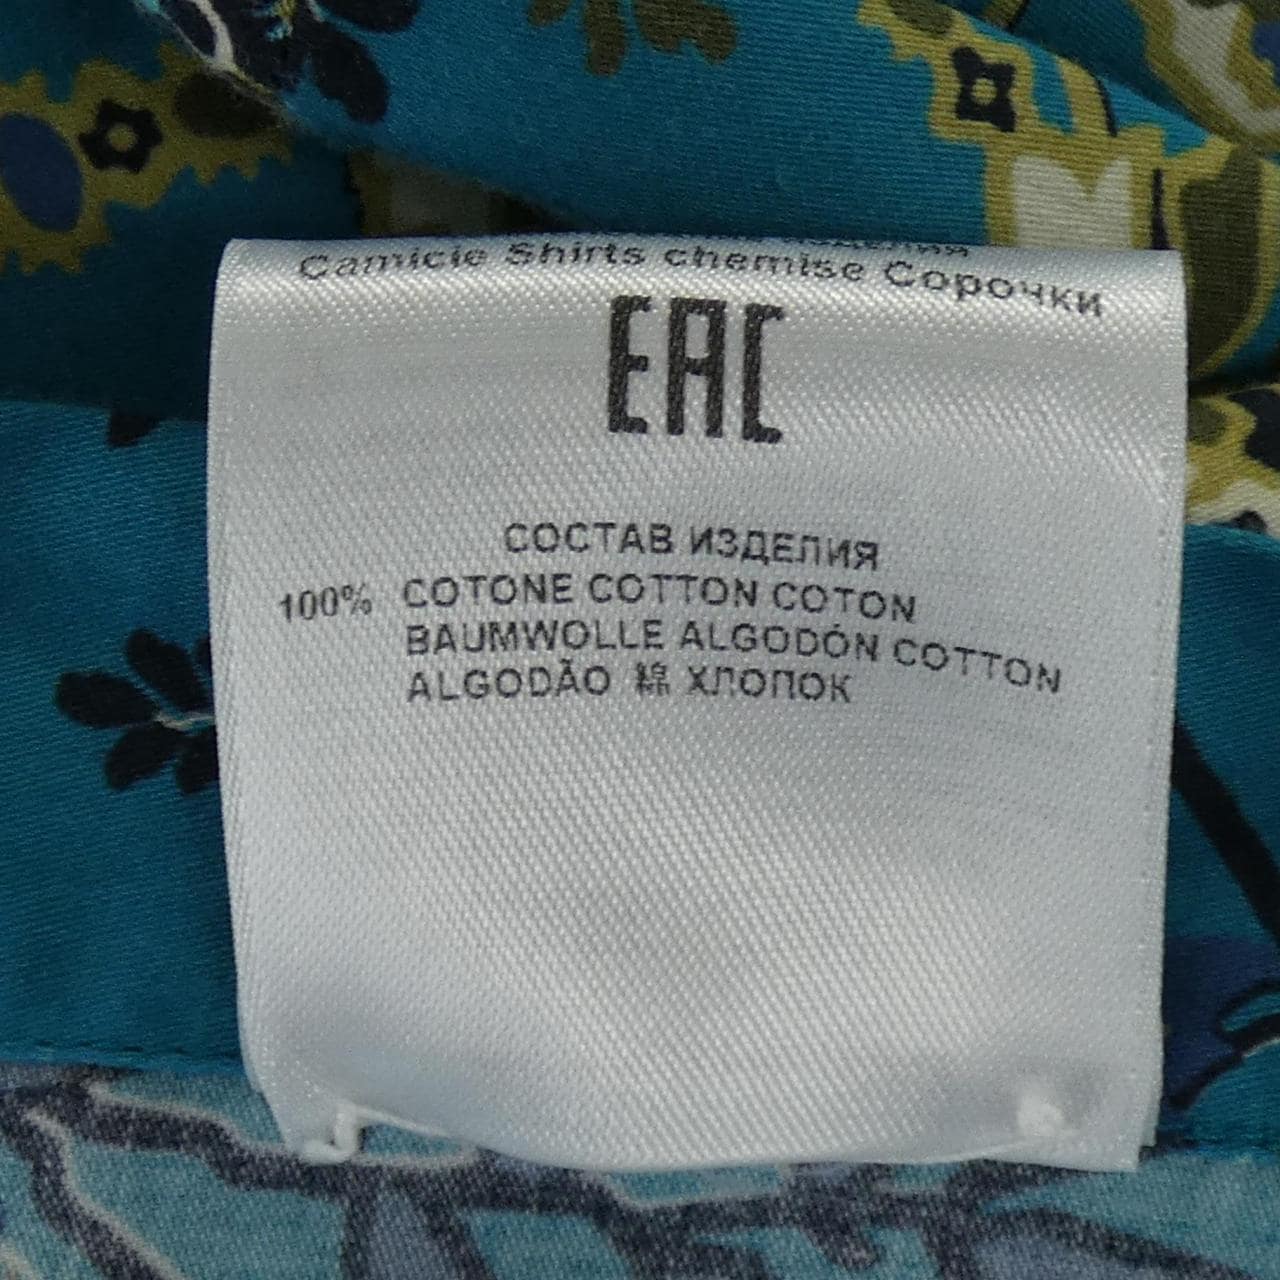 Camicie Shirts chemise Сорочки
EAC
СОСТАВ ИЗДЕЛИЯ
100% COTONE COTTON COTON
BAUMWOLLE ALGODÓN COTTON
ALGODÃO 綿 ХЛОПОК